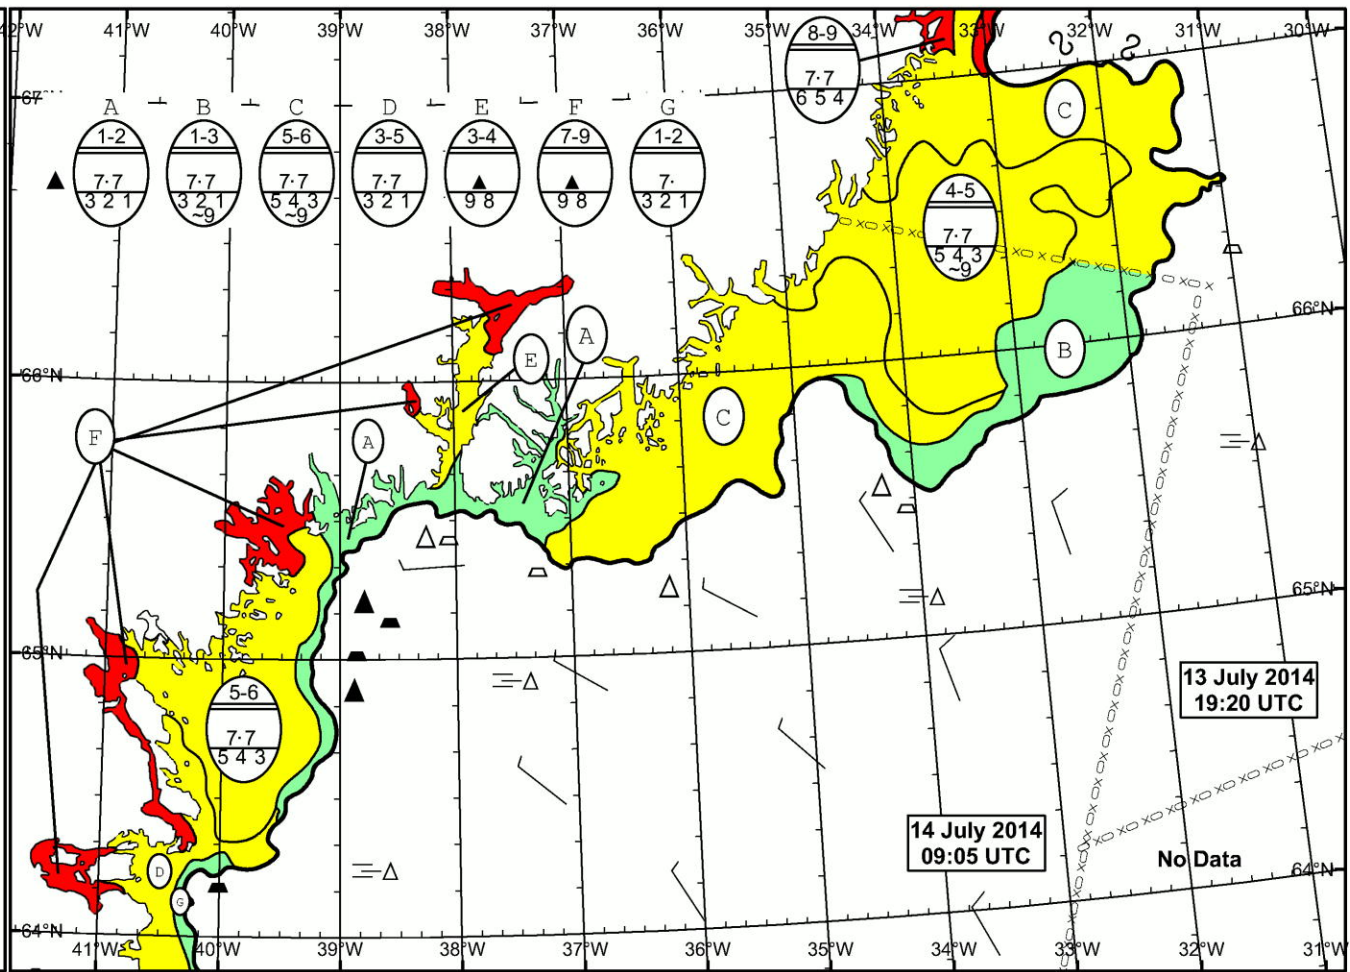 42°W 41°W 40°W 39°W 38°W 37°W 36°W 35°W 34°W 33°W 32°W 31°W 30°W
8-9
7·7
6 5 4
67
A B C D E F G
1-2 1-3 5-6 3-5 3-4 7-9 1-2
7·7 7·7 7·7 7·7 7·
3 2 1 3 2 1 5 4 3 3 2 1 9 8 9 8 3 2 1
~9 ~9
C
4-5
7·7
5 4 3
~9
66°N
A
E
B
66°N
C
F
A
65°N
65°N
13 July 2014
19:20 UTC
5-6
7·7
5 4 3
14 July 2014
09:05 UTC
No Data
D
64°N
G
64°N
41°W 40°W 39°W 38°W 37°W 36°W 35°W 34°W 33°W 32°W 31°W